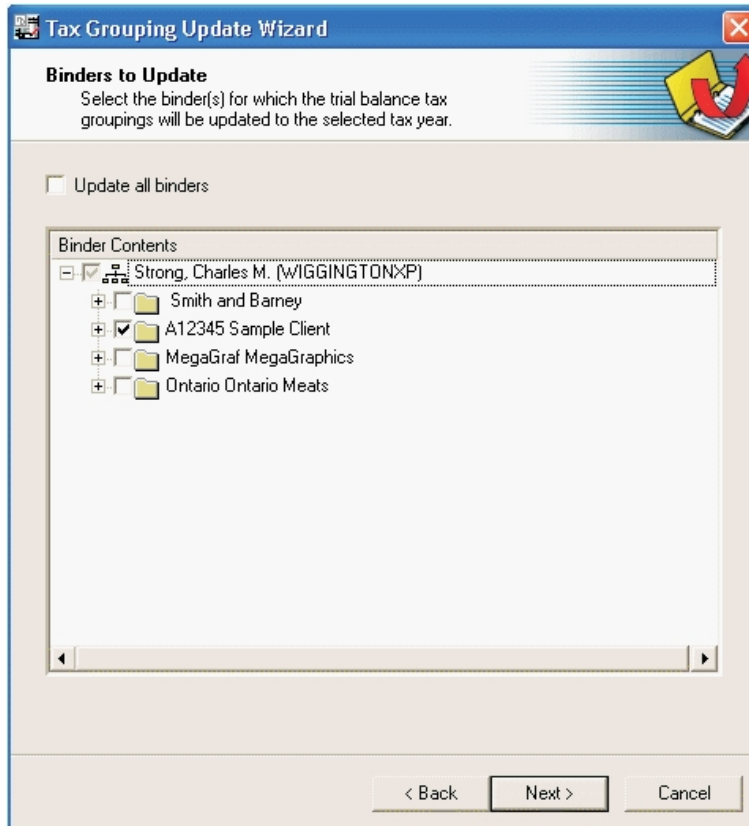 Tax Grouping Update Wizard
Binders to Update
Select the binder(s) for which the trial balance tax
groupings will be updated to the selected tax year.
Update all binders
Binder Contents
Strong, Charles M. (WIGGINGTONXP)
Smith and Barney
A12345 Sample Client
MegaGraf MegaGraphics
Ontario Ontario Meats
< Back Next > Cancel